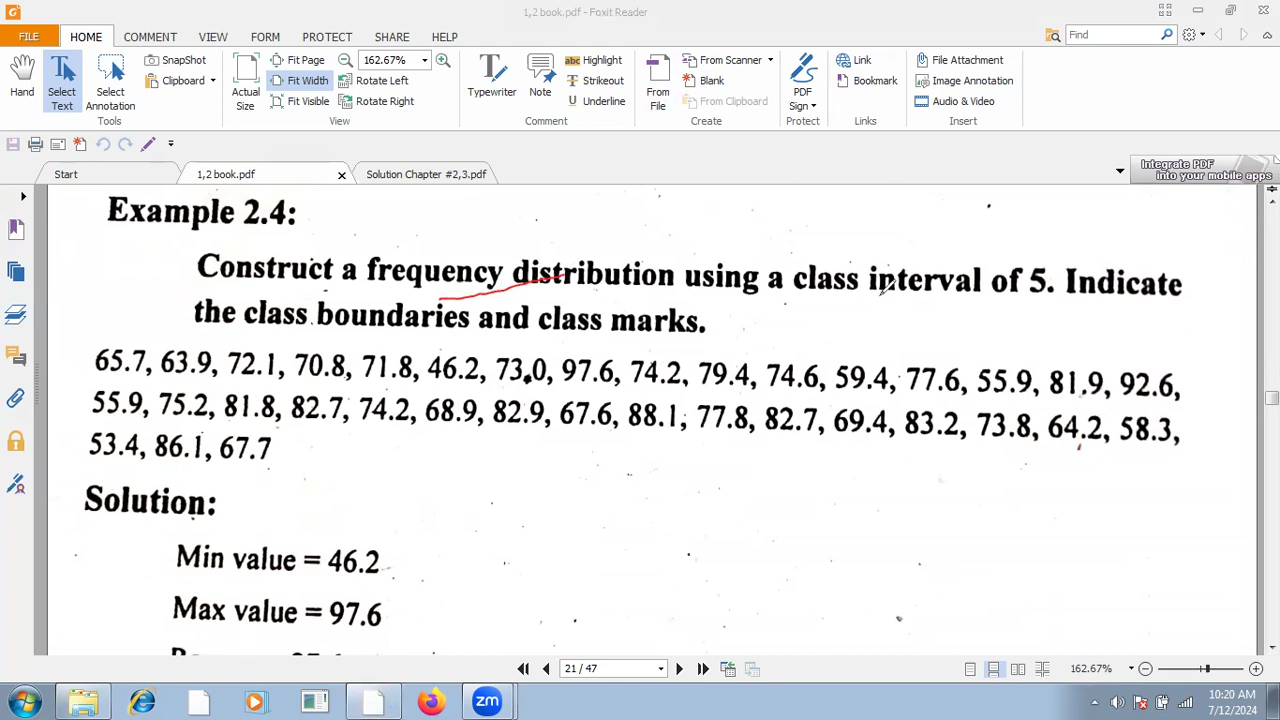 1,2 book.pdf - Foxit Reader
FILE HOME COMMENT VIEW FORM PROTECT SHARE HELP
Find
Hand
Select Text
Select Annotation
SnapShot
Clipboard
Tools
Actual Size
Fit Page
Fit Width
Fit Visible
162.67%
Rotate Left
Rotate Right
View
Typewriter
Note
Highlight
Strikeout
Underline
Comment
From File
From Scanner
Blank
From Clipboard
Create
PDF Sign
Protect
Link
Bookmark
Links
File Attachment
Image Annotation
Audio & Video
Insert
Start
1,2 book.pdf
Solution Chapter #2,3.pdf
Integrate PDF
into your mobile apps
Example 2.4:
Construct a frequency distribution using a class interval of 5. Indicate
the class boundaries and class marks.
65.7, 63.9, 72.1, 70.8, 71.8, 46.2, 73.0, 97.6, 74.2, 79.4, 74.6, 59.4, 77.6, 55.9, 81.9, 92.6,
55.9, 75.2, 81.8, 82.7, 74.2, 68.9, 82.9, 67.6, 88.1; 77.8, 82.7, 69.4, 83.2, 73.8, 64.2, 58.3,
53.4, 86.1, 67.7
Solution:
Min value = 46.2
Max value = 97.6
21 / 47
162.67%
zm
10:20 AM
7/12/2024